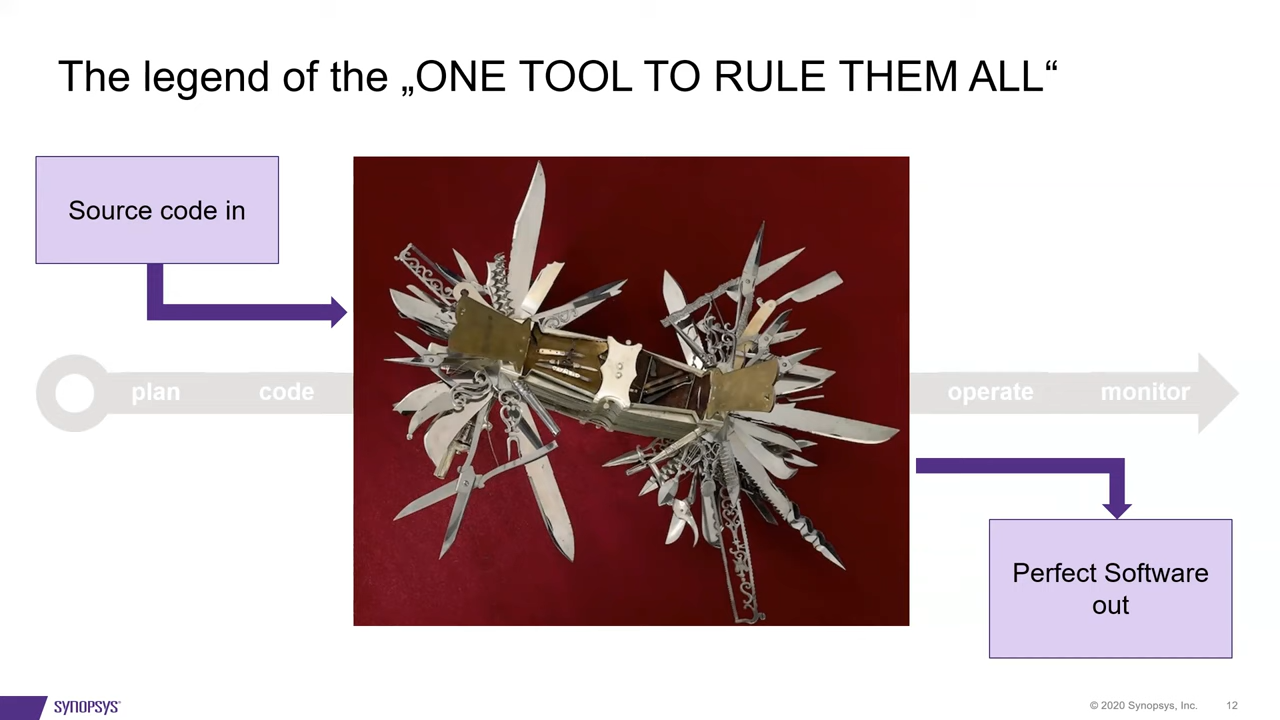 The legend of the „ONE TOOL TO RULE THEM ALL“
Source code in
plan code operate monitor
Perfect Software
out
SYNOPSYS®
© 2020 Synopsys, Inc. 12